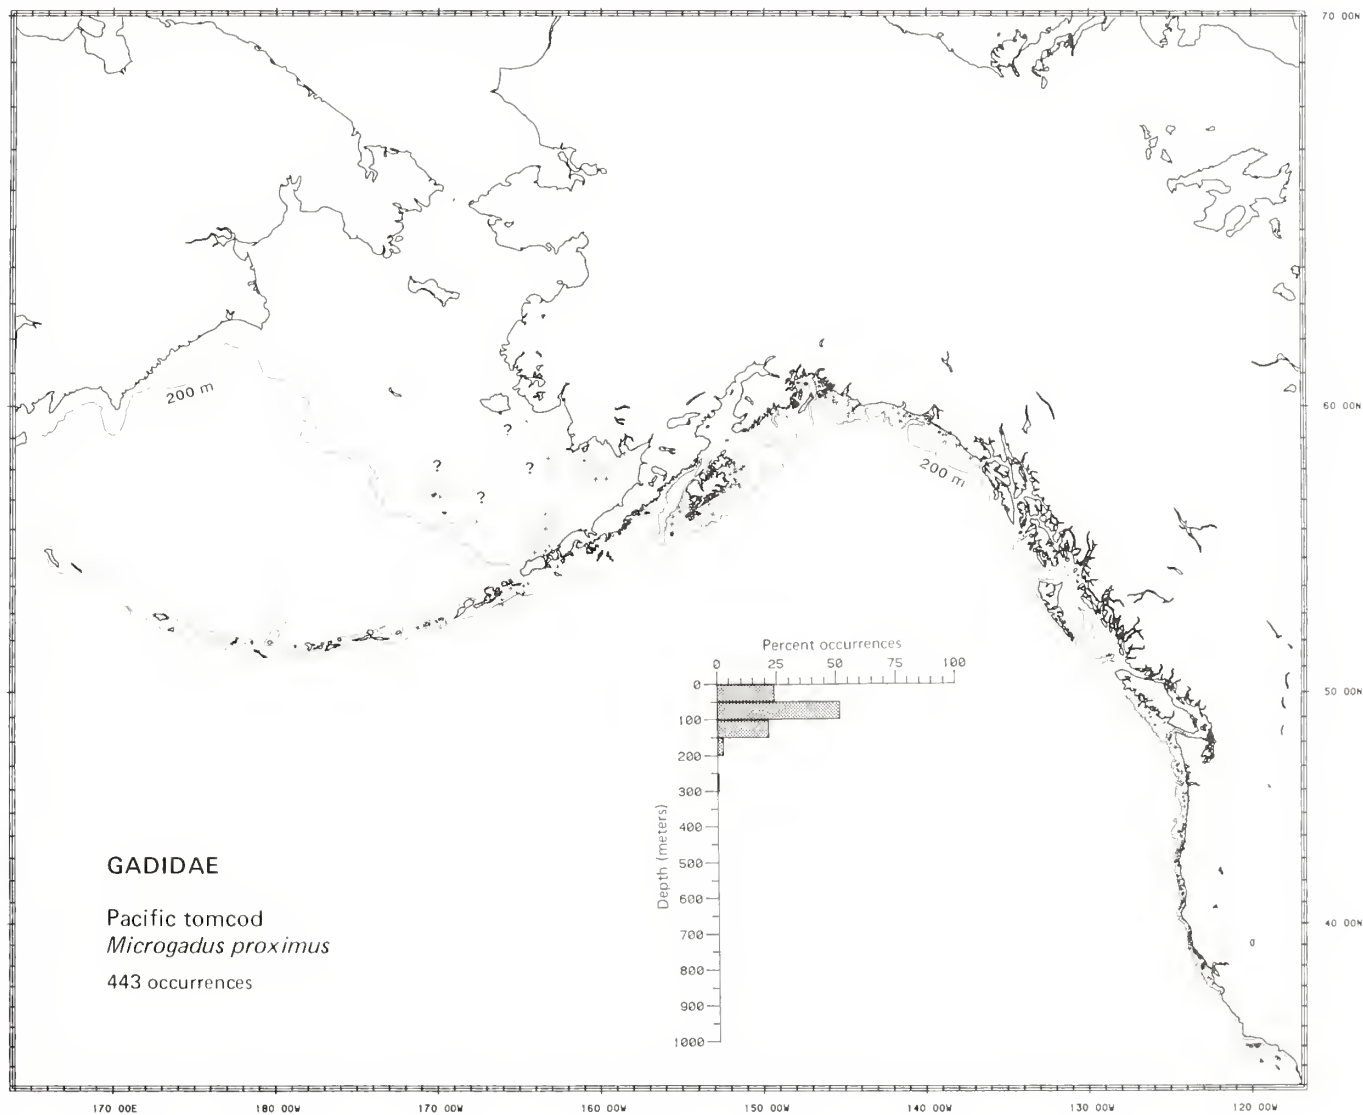 70 00N
200 m
60 00N
?
?
?
?
200 m
Percent occurrences
0 25 50 75 100
50 00N
0
100
200
300
400
500
600
700
800
900
1000
Depth (meters)
GADIDAE
Pacific tomcod
Microgadus proximus
443 occurrences
40 00N
170 00E 180 00W 170 00W 160 00W 150 00W 140 00W 130 00W 120 00W